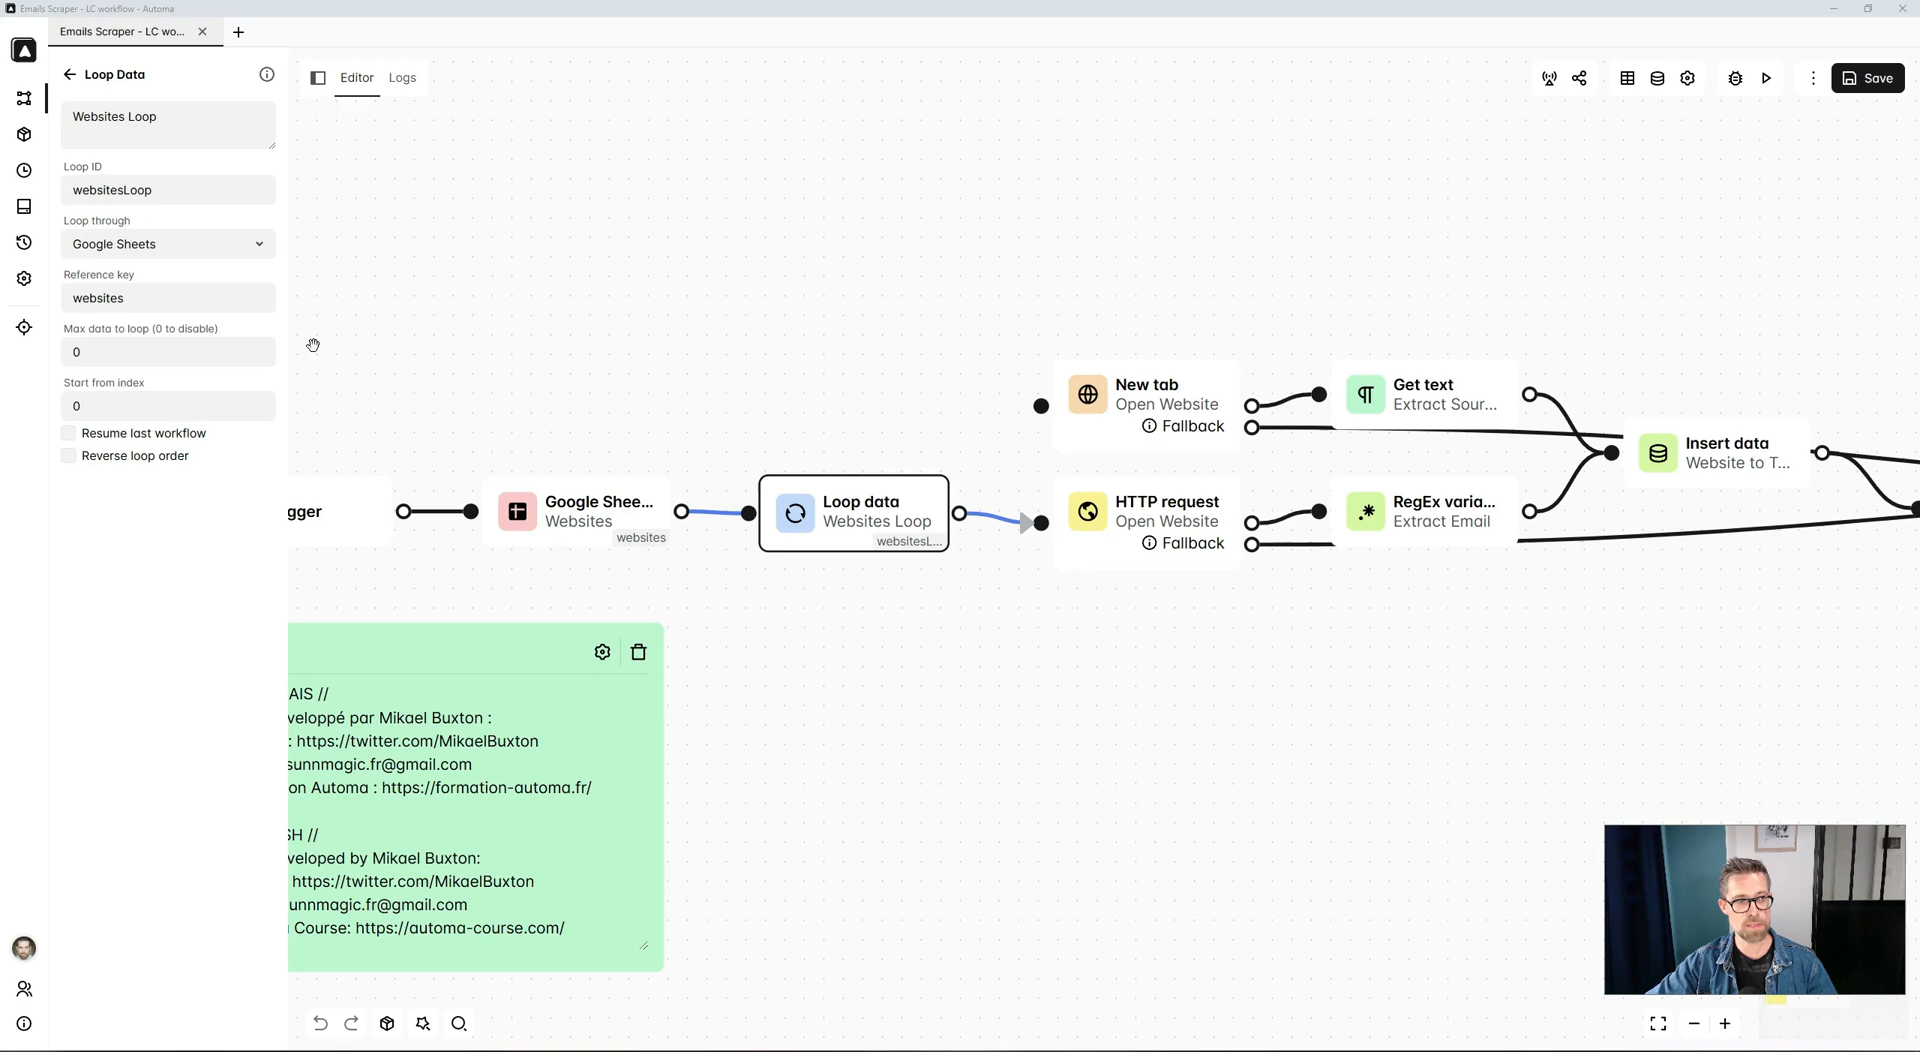 Emails Scraper - LC workflow - Automa
Emails Scraper - LC wo...
Loop Data
Editor
Logs
Save
Websites Loop
Loop ID
websitesLoop
Loop through
Google Sheets
Reference key
websites
Max data to loop (0 to disable)
0
Start from index
0
Resume last workflow
Reverse loop order
gger
Google Shee...
Websites
websites
Loop data
Websites Loop
websitesL...
New tab
Open Website
Fallback
Get text
Extract Sour...
HTTP request
Open Website
Fallback
RegEx varia...
Extract Email
Insert data
Website to T...
AIS //
veloppé par Mikael Buxton :
: https://twitter.com/MikaelBuxton
sunnmagic.fr@gmail.com
on Automa : https://formation-automa.fr/
SH //
veloped by Mikael Buxton:
https://twitter.com/MikaelBuxton
unnmagic.fr@gmail.com
Course: https://automa-course.com/